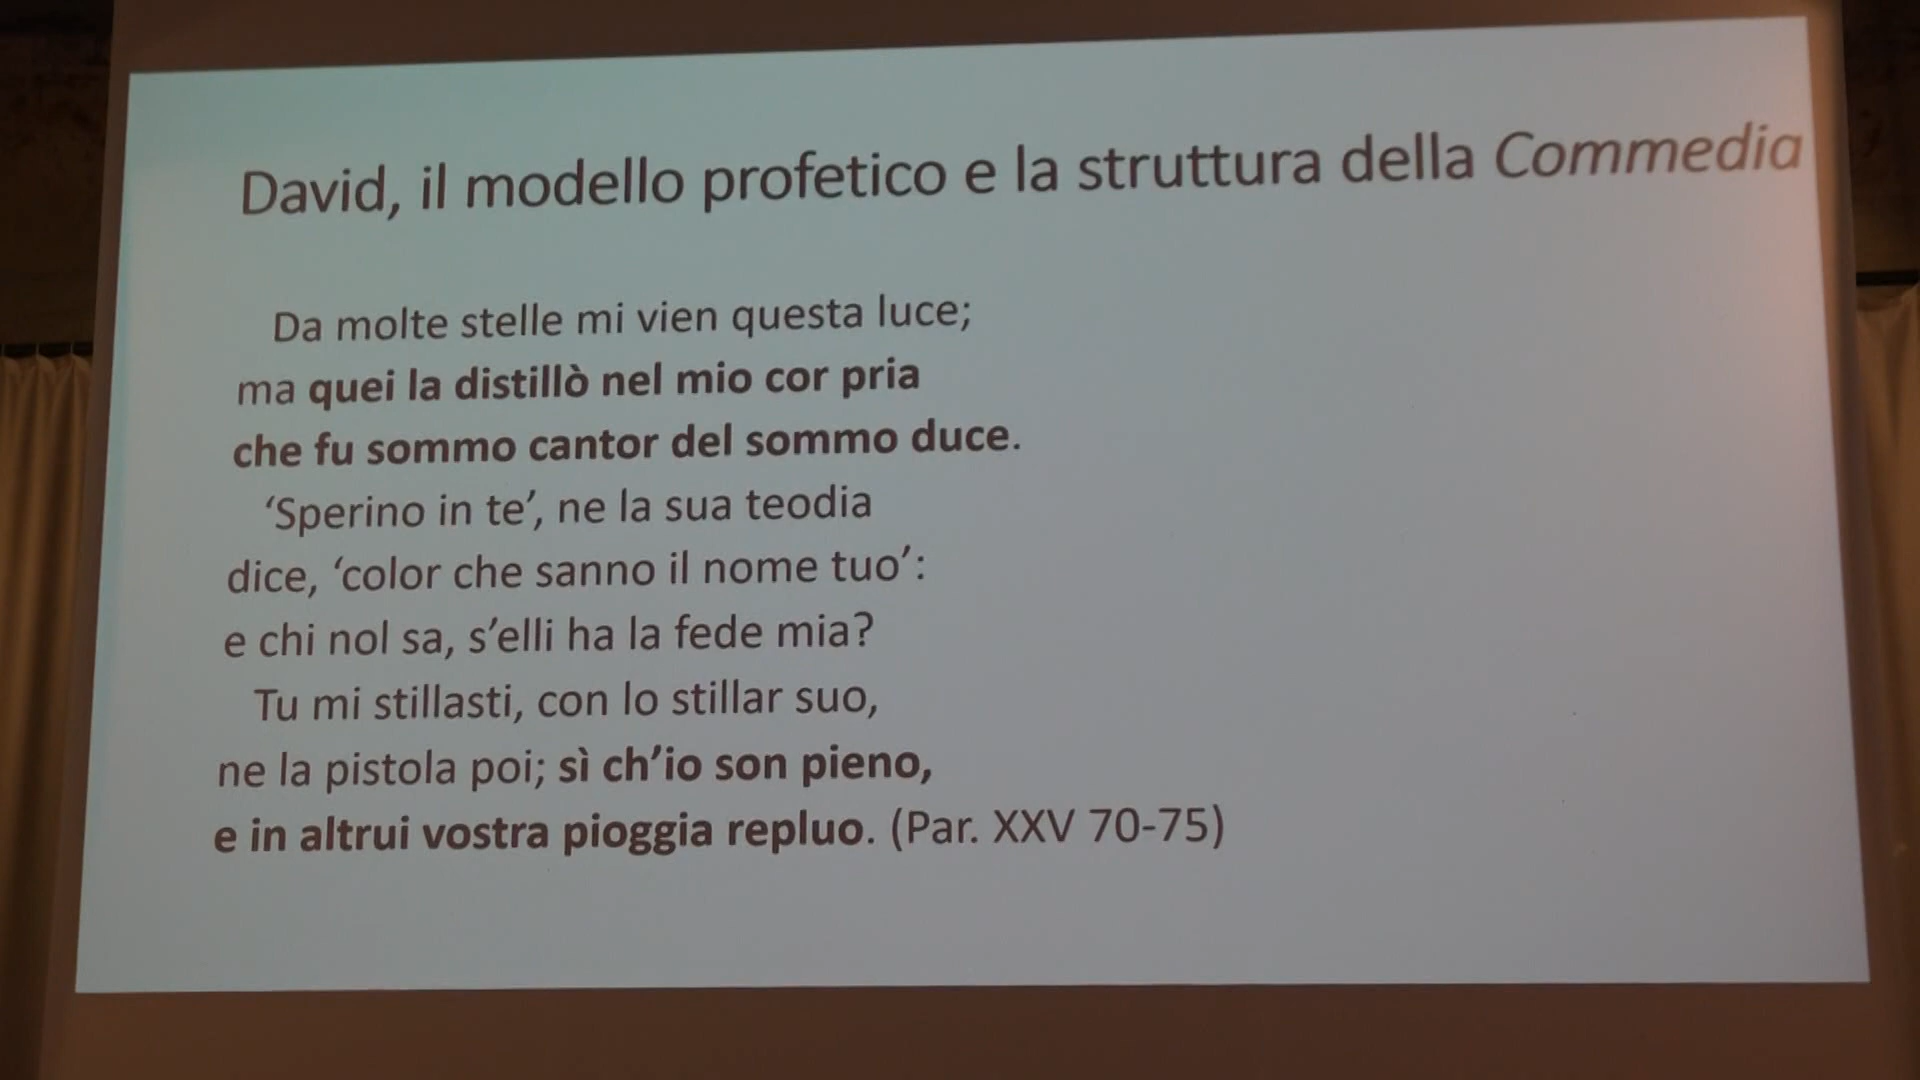 David, il modello profetico e la struttura della Commedia
Da molte stelle mi vien questa luce;
ma quei la distillò nel mio cor pria
che fu sommo cantor del sommo duce.
‘Sperino in te’, ne la sua teodia
dice, ‘color che sanno il nome tuo’:
e chi nol sa, s’elli ha la fede mia?
Tu mi stillasti, con lo stillar suo,
ne la pistola poi; sì ch’io son pieno,
e in altrui vostra pioggia repluo. (Par. XXV 70-75)